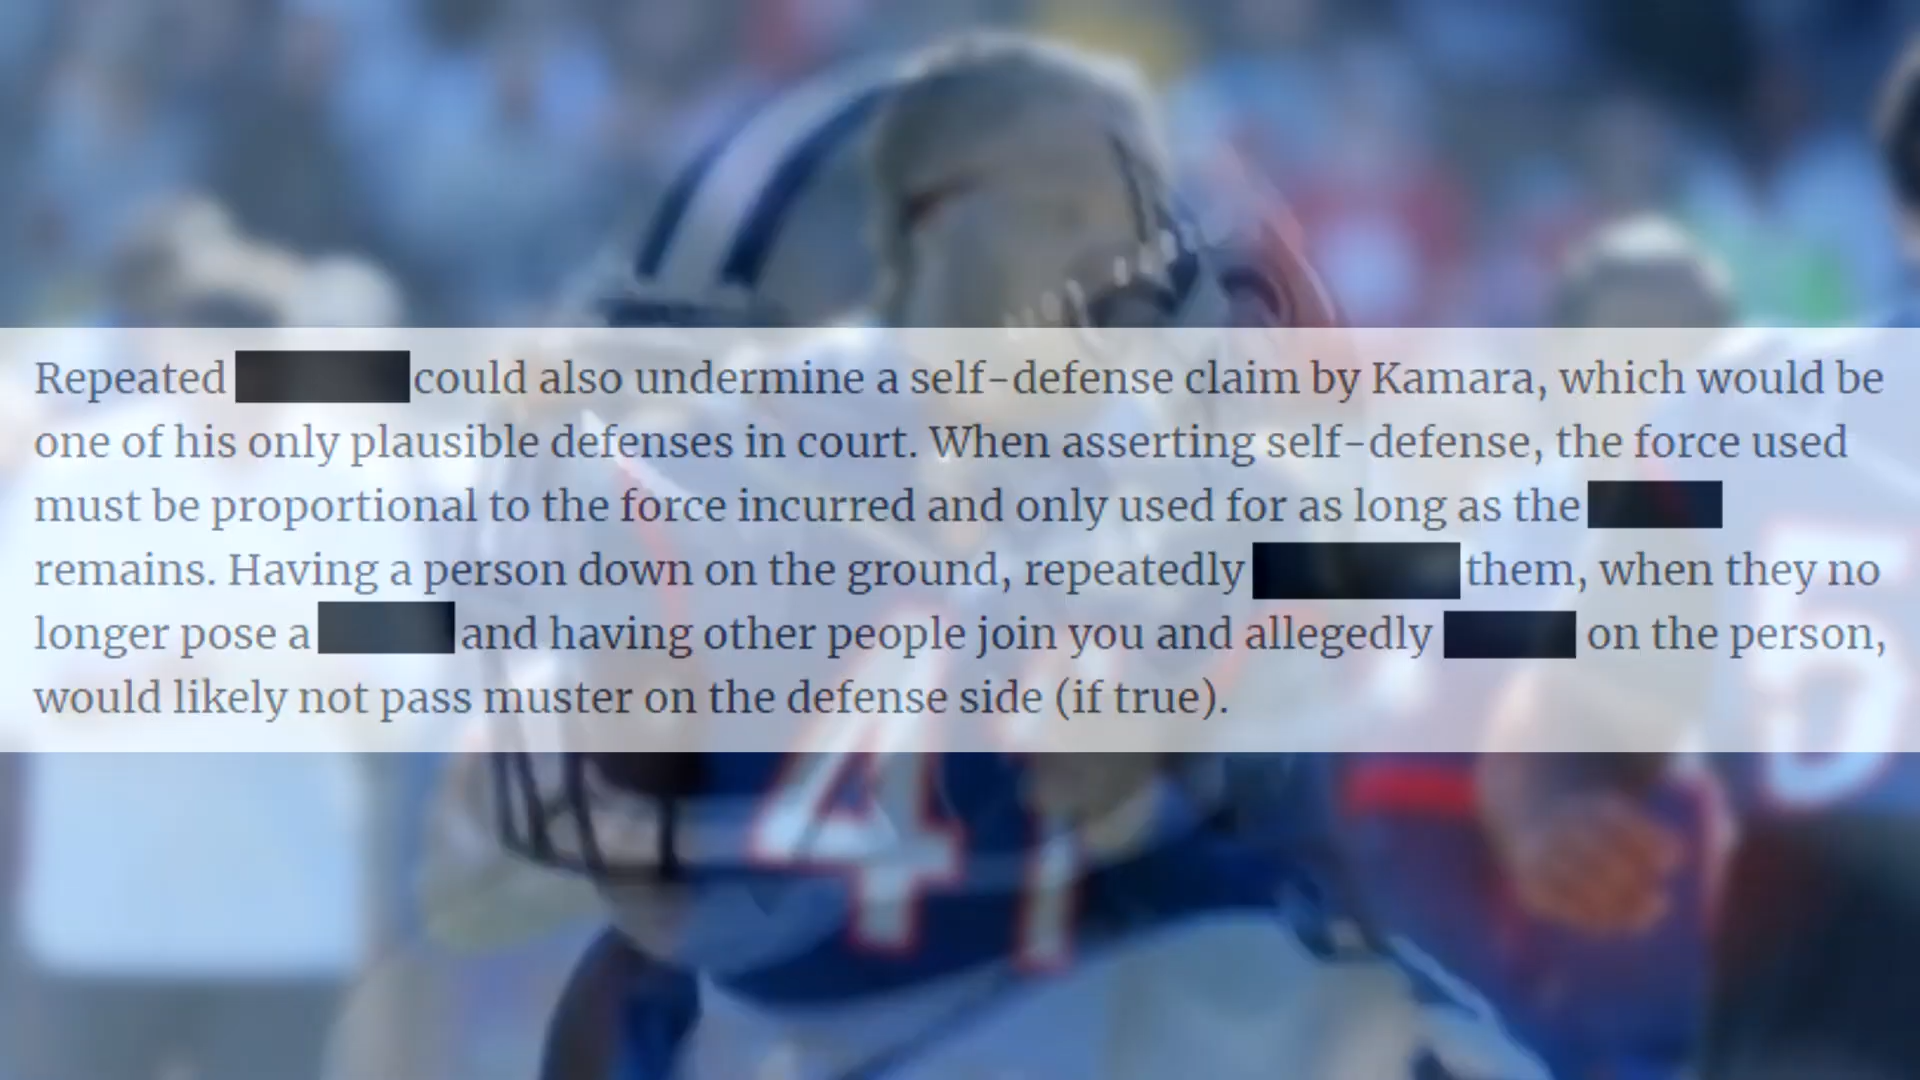 Repeated could also undermine a self-defense claim by Kamara, which would be
one of his only plausible defenses in court. When asserting self-defense, the force used
must be proportional to the force incurred and only used for as long as the
remains. Having a person down on the ground, repeatedly them, when they no
longer pose a and having other people join you and allegedly on the person,
would likely not pass muster on the defense side (if true).
41
5